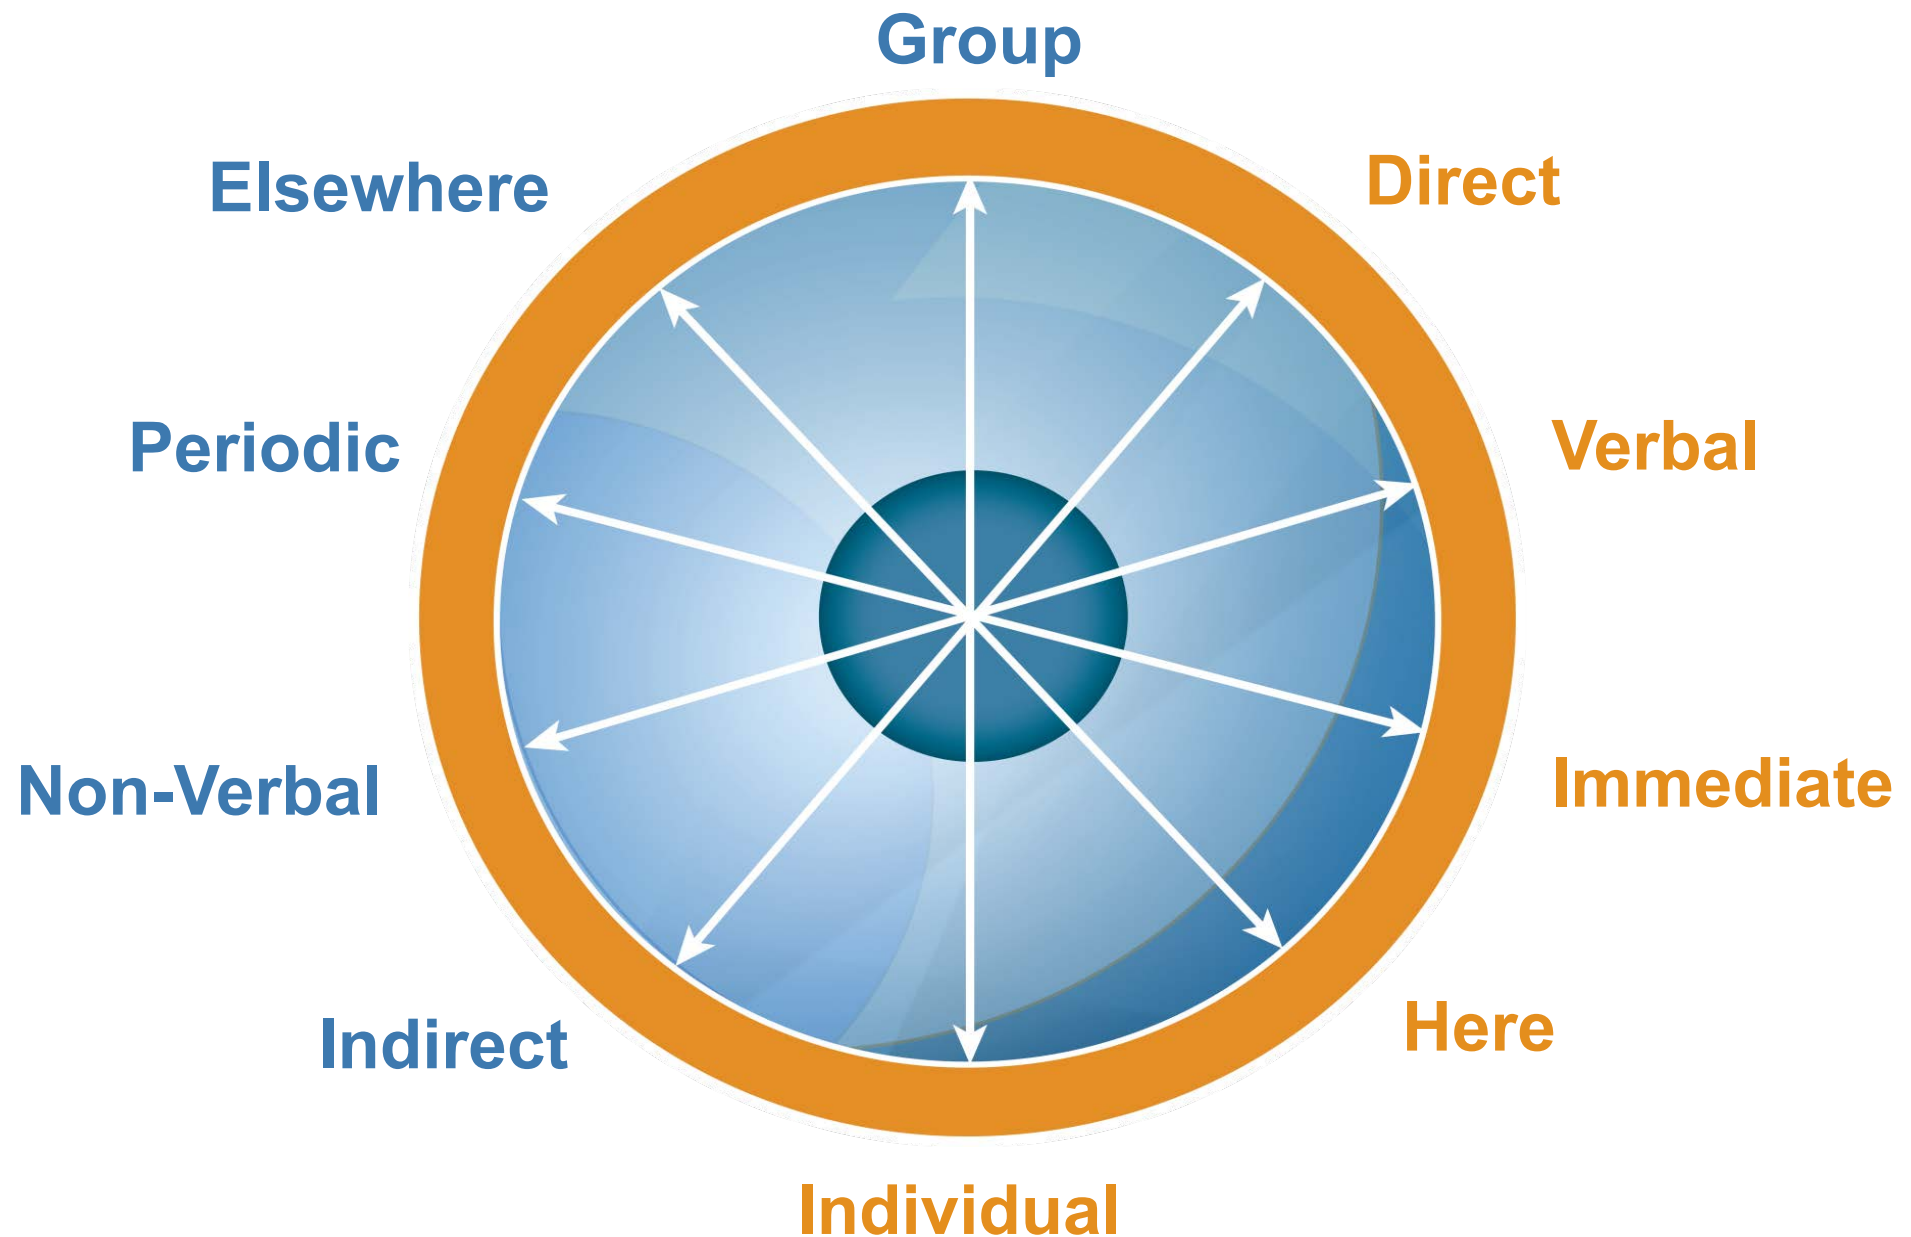 Group
Elsewhere
Direct
Periodic
Verbal
Non-Verbal
Immediate
Indirect
Here
Individual